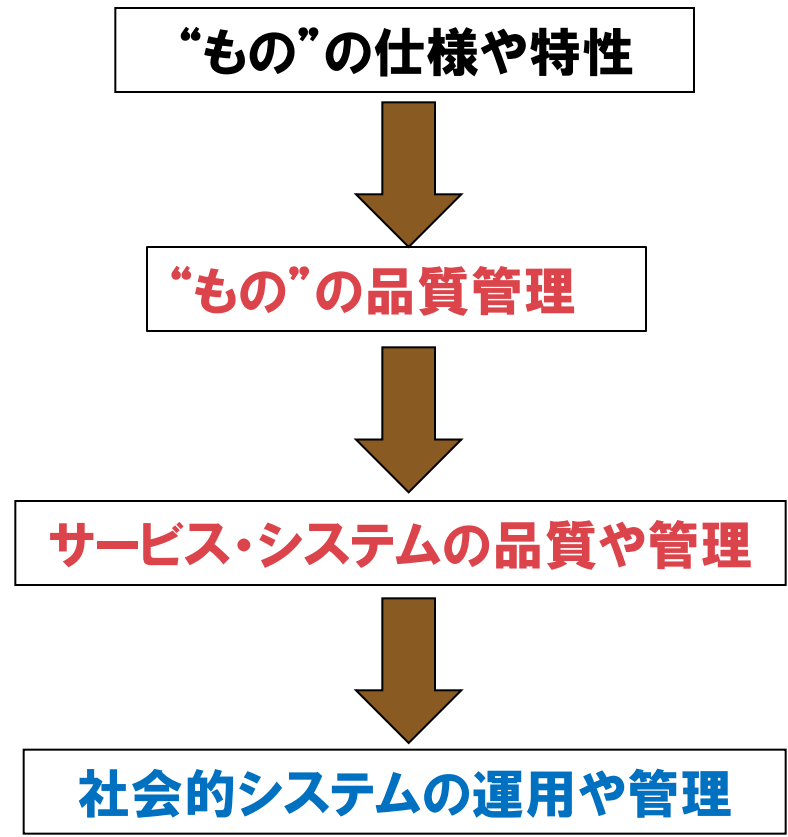 “もの”の仕様や特性
“もの”の品質管理
サービス・システムの品質や管理
社会的システムの運用や管理